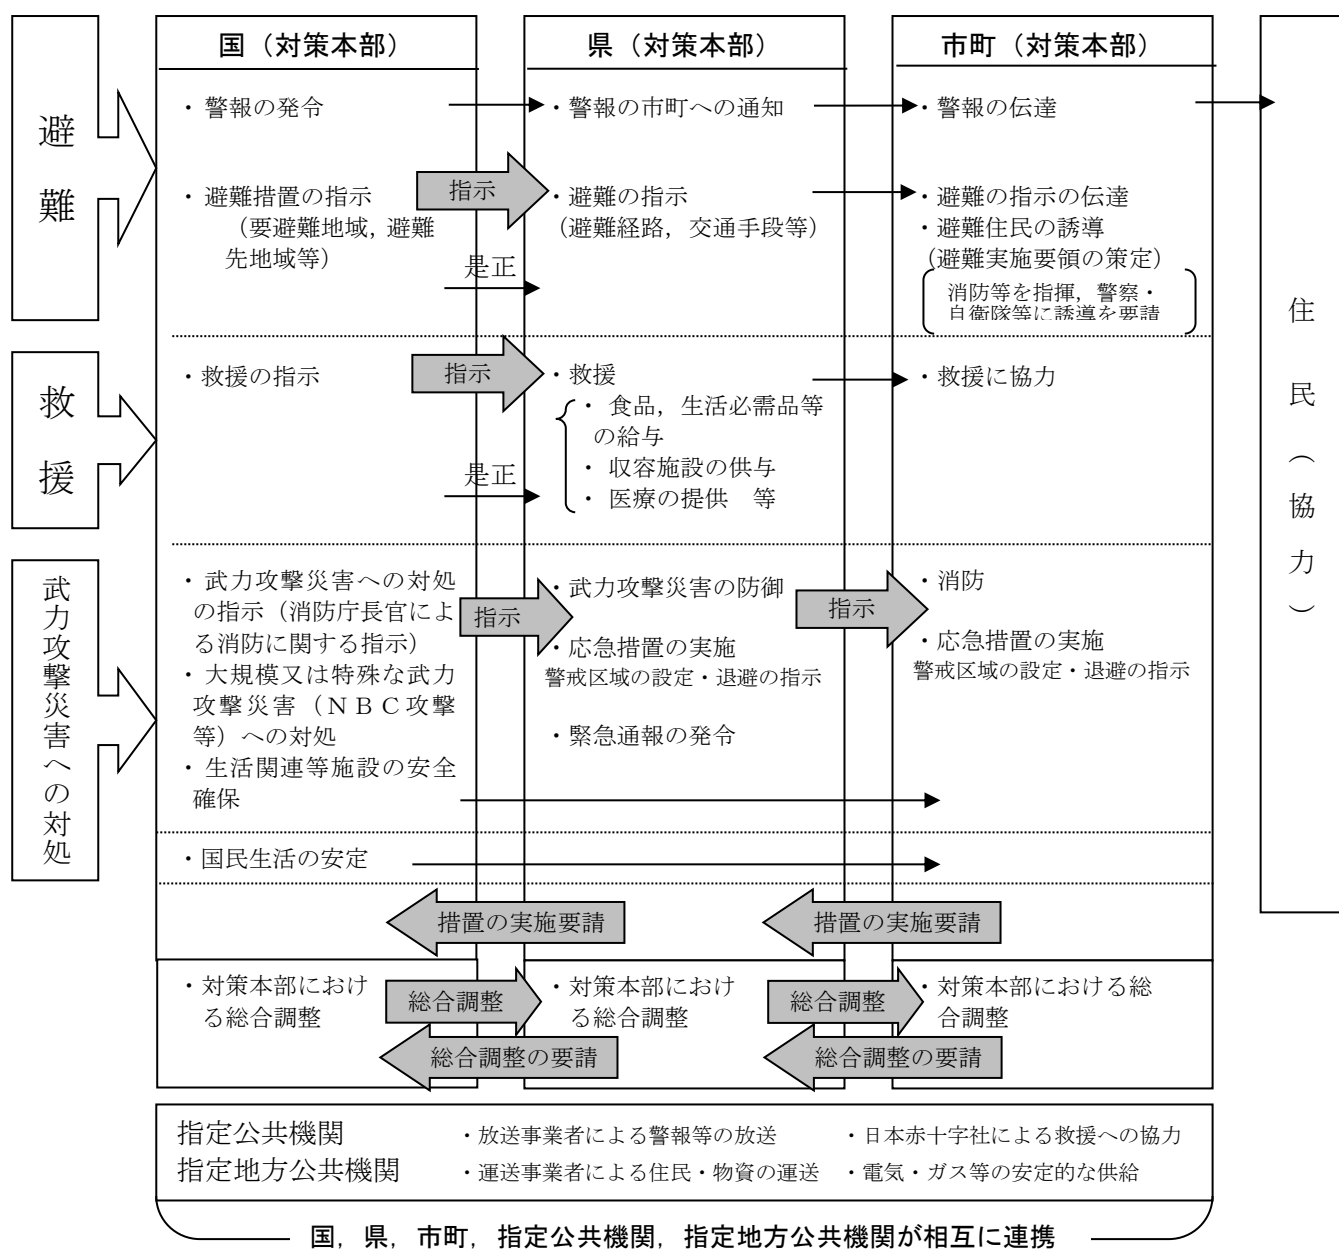 避難
救援
武力攻撃災害への対処
国（対策本部）
・警報の発令
・避難措置の指示
（要避難地域，避難
先地域等）
指示
是正
・救援の指示
指示
是正
・武力攻撃災害への対処
の指示（消防庁長官によ
る消防に関する指示）
・大規模又は特殊な武力
攻撃災害（ＮＢＣ攻撃
等）への対処
・生活関連等施設の安全
確保
指示
・国民生活の安定
県（対策本部）
・警報の市町への通知
・避難の指示
（避難経路，交通手段等）
・救援
・食品，生活必需品等
の給与
・収容施設の供与
・医療の提供　等
・武力攻撃災害の防御
・応急措置の実施
警戒区域の設定・退避の指示
・緊急通報の発令
指示
市町（対策本部）
・警報の伝達
・避難の指示の伝達
・避難住民の誘導
（避難実施要領の策定）
消防等を指揮，警察・
自衛隊等に誘導を要請
・救援に協力
・消防
・応急措置の実施
警戒区域の設定・退避の指示
住民（協力）
措置の実施要請
措置の実施要請
・対策本部におけ
る総合調整
総合調整
総合調整の要請
・対策本部におけ
る総合調整
総合調整
総合調整の要請
・対策本部における総
合調整
指定公共機関
・放送事業者による警報等の放送
・日本赤十字社による救援への協力
指定地方公共機関
・運送事業者による住民・物資の運送
・電気・ガス等の安定的な供給
国，県，市町，指定公共機関，指定地方公共機関が相互に連携